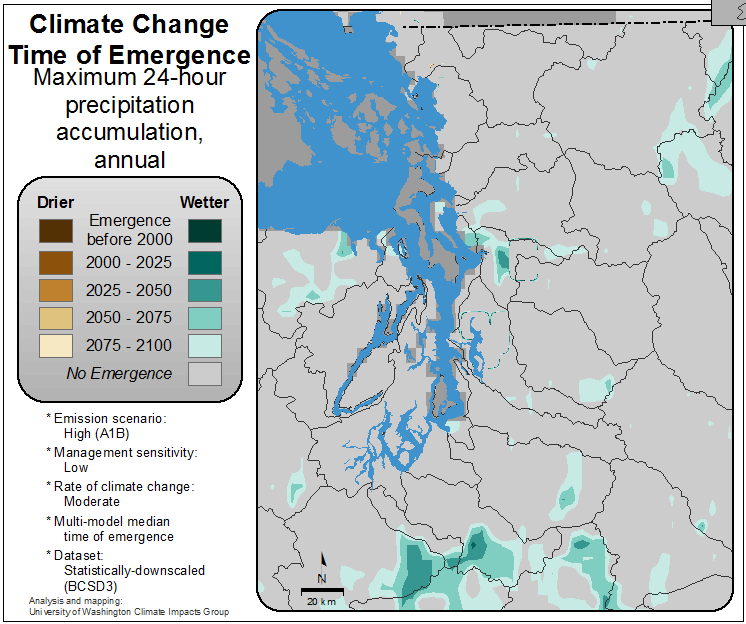 Climate Change
Time of Emergence
Maximum 24-hour
precipitation
accumulation,
annual
Drier Wetter
Emergence
before 2000
2000 - 2025
2025 - 2050
2050 - 2075
2075 - 2100
No Emergence
* Emission scenario:
High (A1B)
* Management sensitivity:
Low
* Rate of climate change:
Moderate
* Multi-model median
time of emergence
* Dataset:
Statistically-downscaled
(BCSD3)
Analysis and mapping:
University of Washington Climate Impacts Group
N
20 km